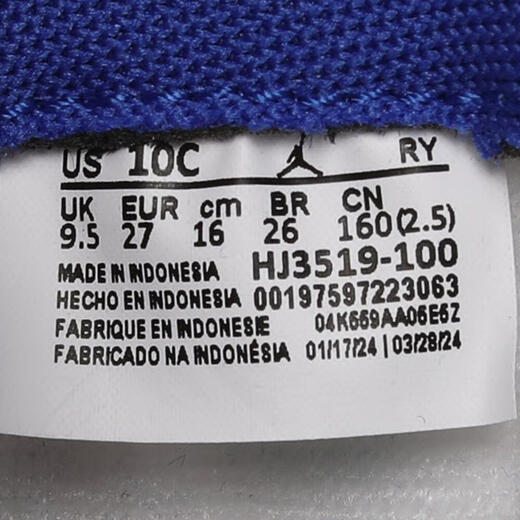 US 10C RY
UK EUR cm BR CN
9.5 27 16 26 160(2.5)
MADE IN INDONESIA HJ3519-100
HECHO EN INDONESIA 00197597223063
FABRIQUE EN INDONESIE 04K669AA06E6Z
FABRICADO NA INDONÉSIA 01/17/24 | 03/28/24